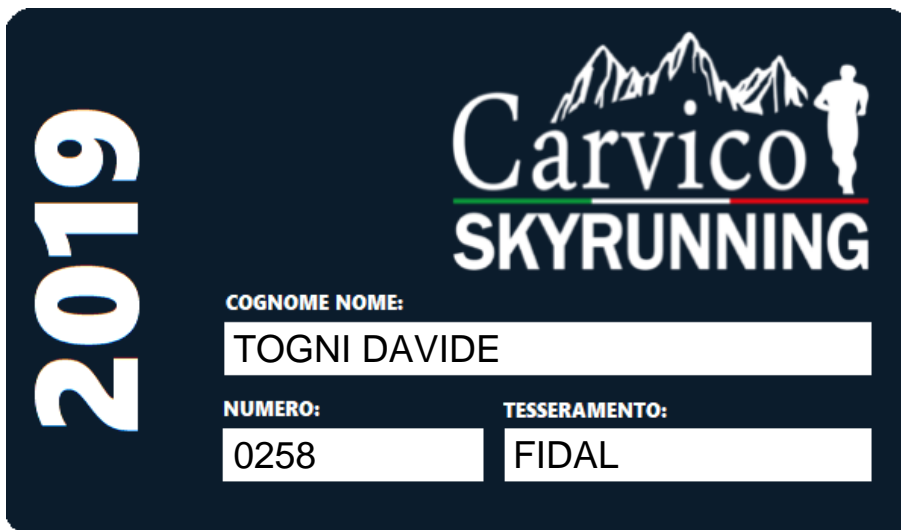 2019
Carvico
SKYRUNNING
COGNOME NOME:
TOGNI DAVIDE
NUMERO:
TESSERAMENTO:
0258
FIDAL